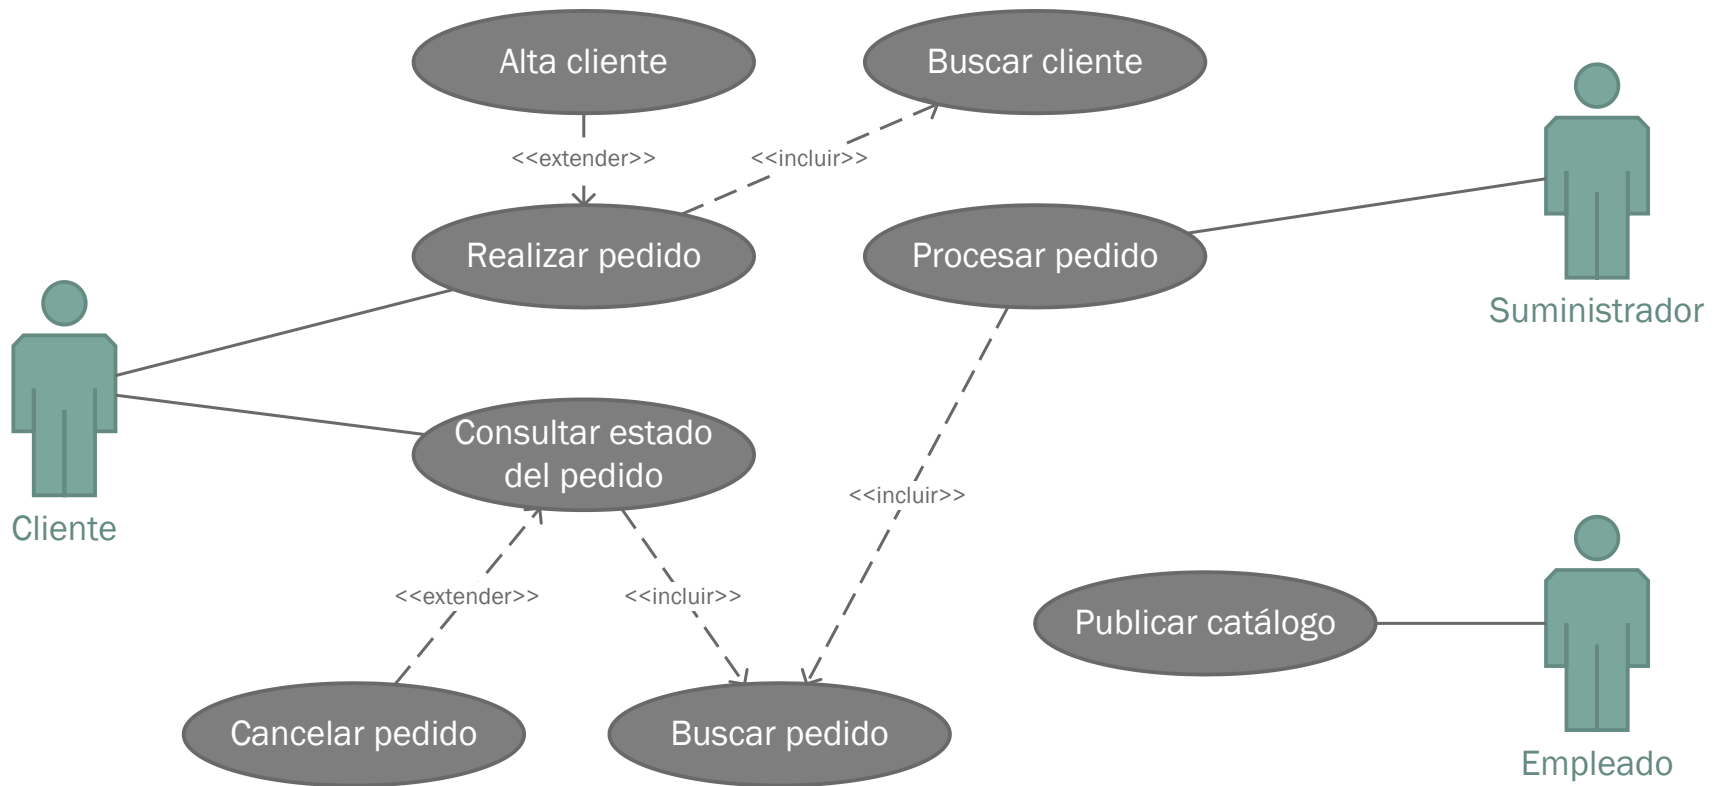 Alta cliente
Buscar cliente
<<extender>>
<<incluir>>
Realizar pedido
Procesar pedido
Suministrador
Consultar estado
del pedido
<<incluir>>
Cliente
<<extender>>
<<incluir>>
Publicar catálogo
Cancelar pedido
Buscar pedido
Empleado